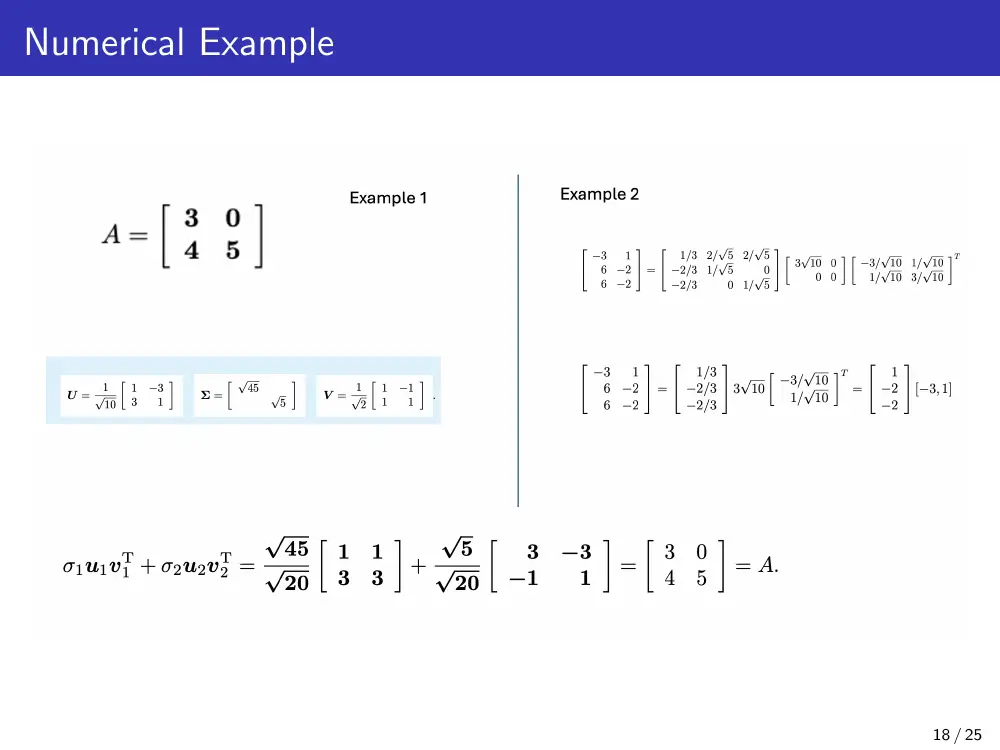 Numerical Example
Example 1
A = [ 3 0 ; 4 5 ]
U = 1/√10 [ 1 −3 ; 3 1 ] Σ = [ √45 ; √5 ] V = 1/√2 [ 1 −1 ; 1 1 ] .
Example 2
[ −3 1 ; 6 −2 ; 6 −2 ] = [ 1/3 2/√5 2/√5 ; −2/3 1/√5 0 ; −2/3 0 1/√5 ] [ 3√10 0 ; 0 0 ] [ −3/√10 1/√10 ; 1/√10 3/√10 ]ᵀ
[ −3 1 ; 6 −2 ; 6 −2 ] = [ 1/3 ; −2/3 ; −2/3 ] 3√10 [ −3/√10 ; 1/√10 ]ᵀ = [ 1 ; −2 ; −2 ] [−3, 1]
σ₁u₁v₁ᵀ + σ₂u₂v₂ᵀ = √45/√20 [ 1 1 ; 3 3 ] + √5/√20 [ 3 −3 ; −1 1 ] = [ 3 0 ; 4 5 ] = A.
18 / 25